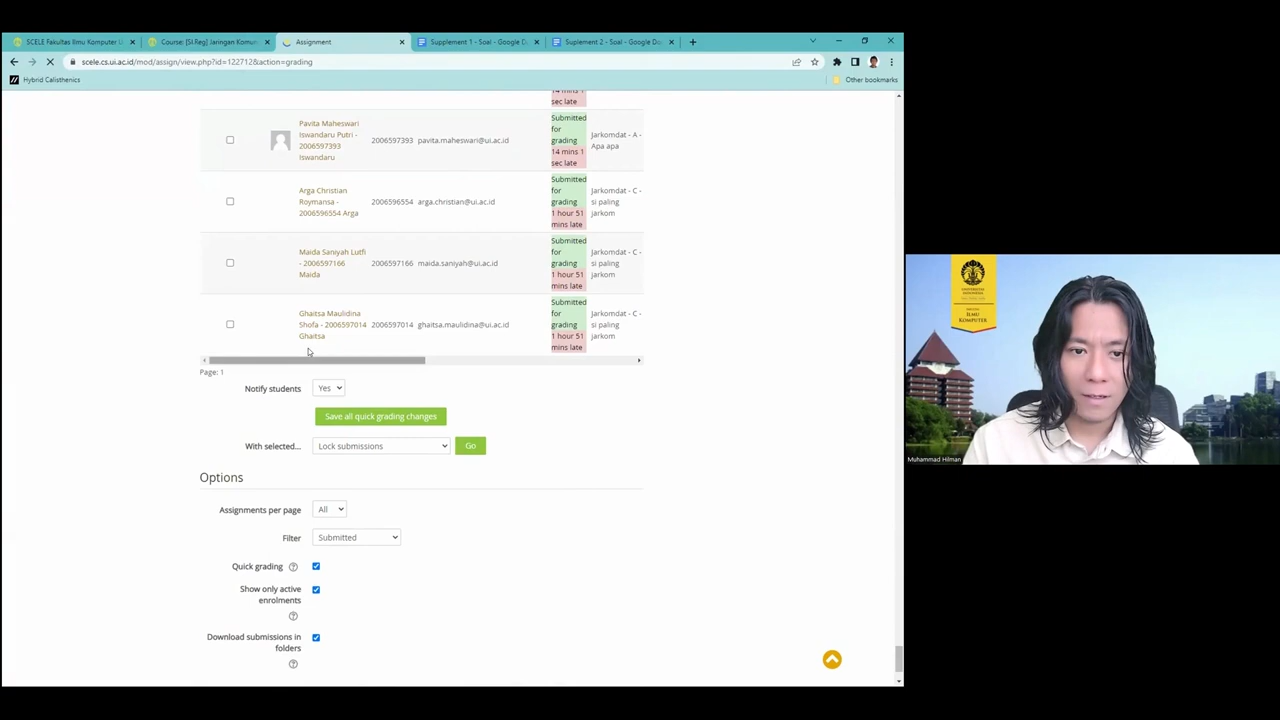 SCELE Fakultas Ilmu Komputer U
Course: [SI.Reg] Jaringan Komun
Assignment
Supplement 1 - Soal - Google D
Suplement 2 - Soal - Google Do
scele.cs.ui.ac.id/mod/assign/view.php?id=122712&action=grading
Hybrid Calisthenics
Other bookmarks
sec late
Pavita Maheswari
Iswandaru Putri -
2006597393
Iswandaru
2006597393
pavita.maheswari@ui.ac.id
Submitted
for
grading
14 mins 1
sec late
Jarkomdat - A -
Apa apa
Arga Christian
Roymansa -
2006596554 Arga
2006596554
arga.christian@ui.ac.id
Submitted
for
grading
1 hour 51
mins late
Jarkomdat - C -
si paling
jarkom
Maida Saniyah Lutfi
- 2006597166
Maida
2006597166
maida.saniyah@ui.ac.id
Submitted
for
grading
1 hour 51
mins late
Jarkomdat - C -
si paling
jarkom
Ghaitsa Maulidina
Shofa - 2006597014
Ghaitsa
2006597014
ghaitsa.maulidina@ui.ac.id
Submitted
for
grading
1 hour 51
mins late
Jarkomdat - C -
si paling
jarkom
Page: 1
Notify students
Yes
Save all quick grading changes
With selected...
Lock submissions
Go
Options
Assignments per page
All
Filter
Submitted
Quick grading
Show only active
enrolments
Download submissions in
folders
ILMU
KOMPUTER
Muhammad Hilman